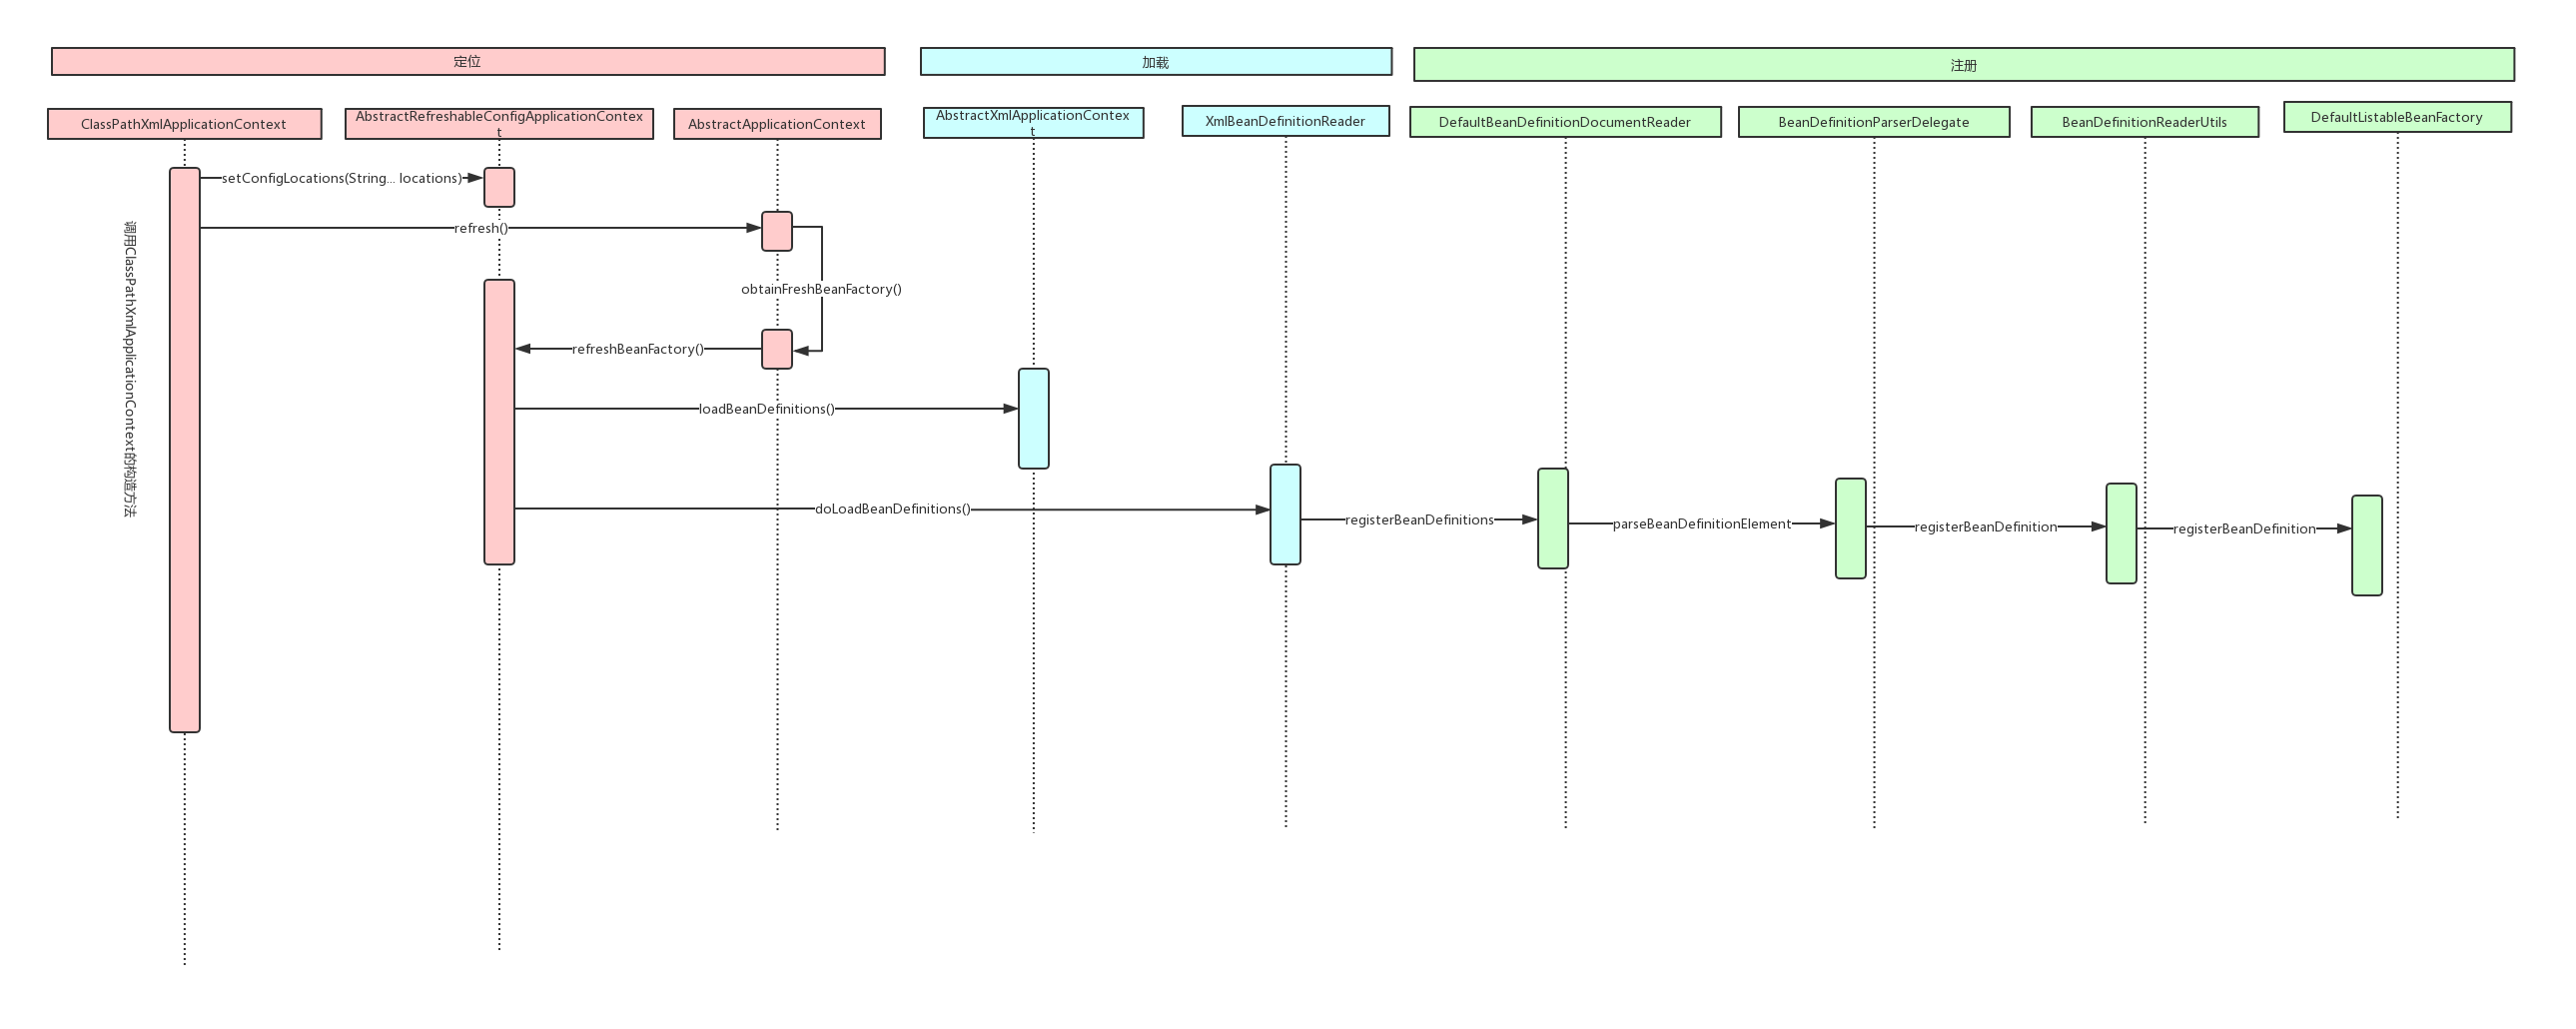 定位
加载
注册
ClassPathXmlApplicationContext
AbstractRefreshableConfigApplicationContex
t
AbstractApplicationContext
AbstractXmlApplicationContex
t
XmlBeanDefinitionReader
DefaultBeanDefinitionDocumentReader
BeanDefinitionParserDelegate
BeanDefinitionReaderUtils
DefaultListableBeanFactory
setConfigLocations(String... locations)
refresh()
调用ClassPathXmlApplicationContext的构造方法
obtainFreshBeanFactory()
refreshBeanFactory()
loadBeanDefinitions()
doLoadBeanDefinitions()
registerBeanDefinitions
parseBeanDefinitionElement
registerBeanDefinition
registerBeanDefinition